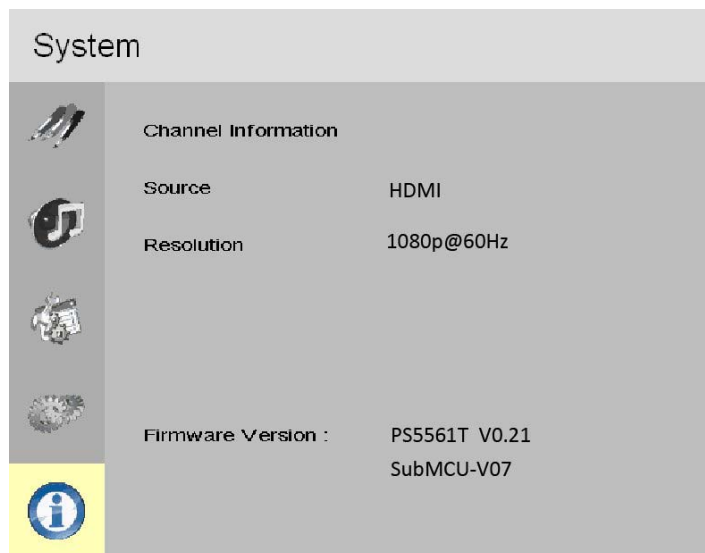 System
Channel Information
Source HDMI
Resolution 1080p@60Hz
Firmware Version : PS5561T V0.21
SubMCU-V07